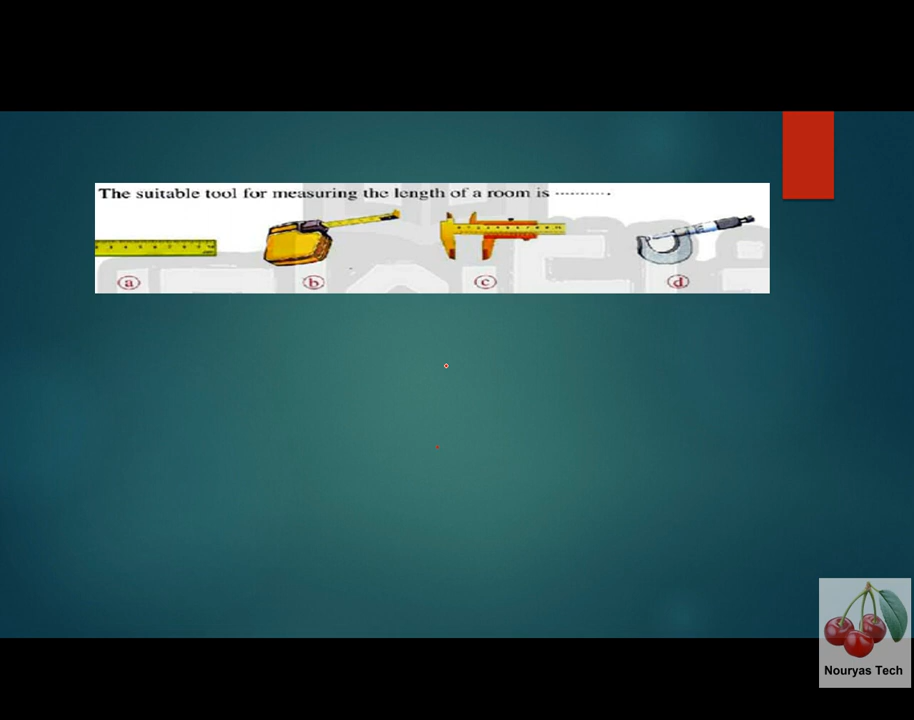 The suitable tool for measuring the length of a room is ..........
a b c d
Nouryas Tech